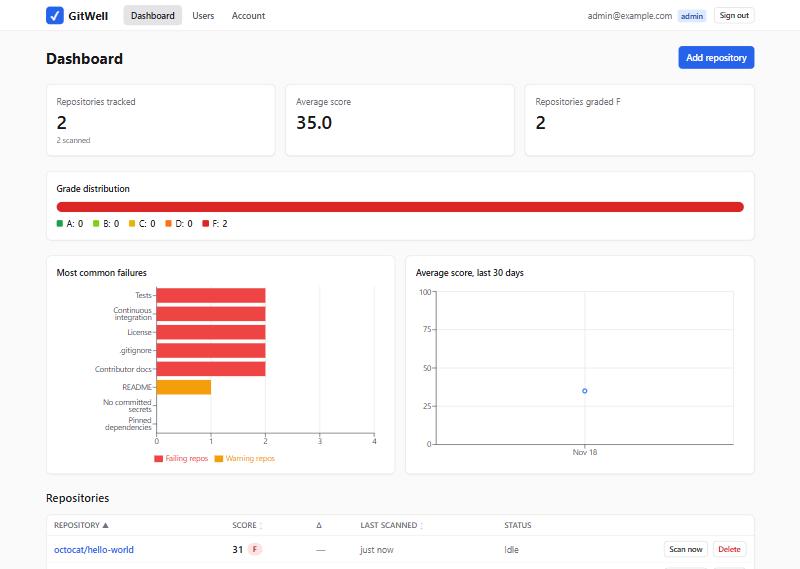 GitWell Dashboard Users Account admin@example.com admin Sign out
Dashboard Add repository
Repositories tracked Average score Repositories graded F
2 35.0 2
2 scanned
Grade distribution
A: 0 B: 0 C: 0 D: 0 F: 2
Most common failures
Tests
Continuous
integration
License
.gitignore
Contributor docs
README
No committed
secrets
Pinned
dependencies
0 1 2 3 4
Failing repos Warning repos
Average score, last 30 days
100
75
50
25
0
Nov 18
Repositories
REPOSITORY ▲ SCORE Δ LAST SCANNED STATUS
octocat/hello-world 31 F — just now Idle Scan now Delete